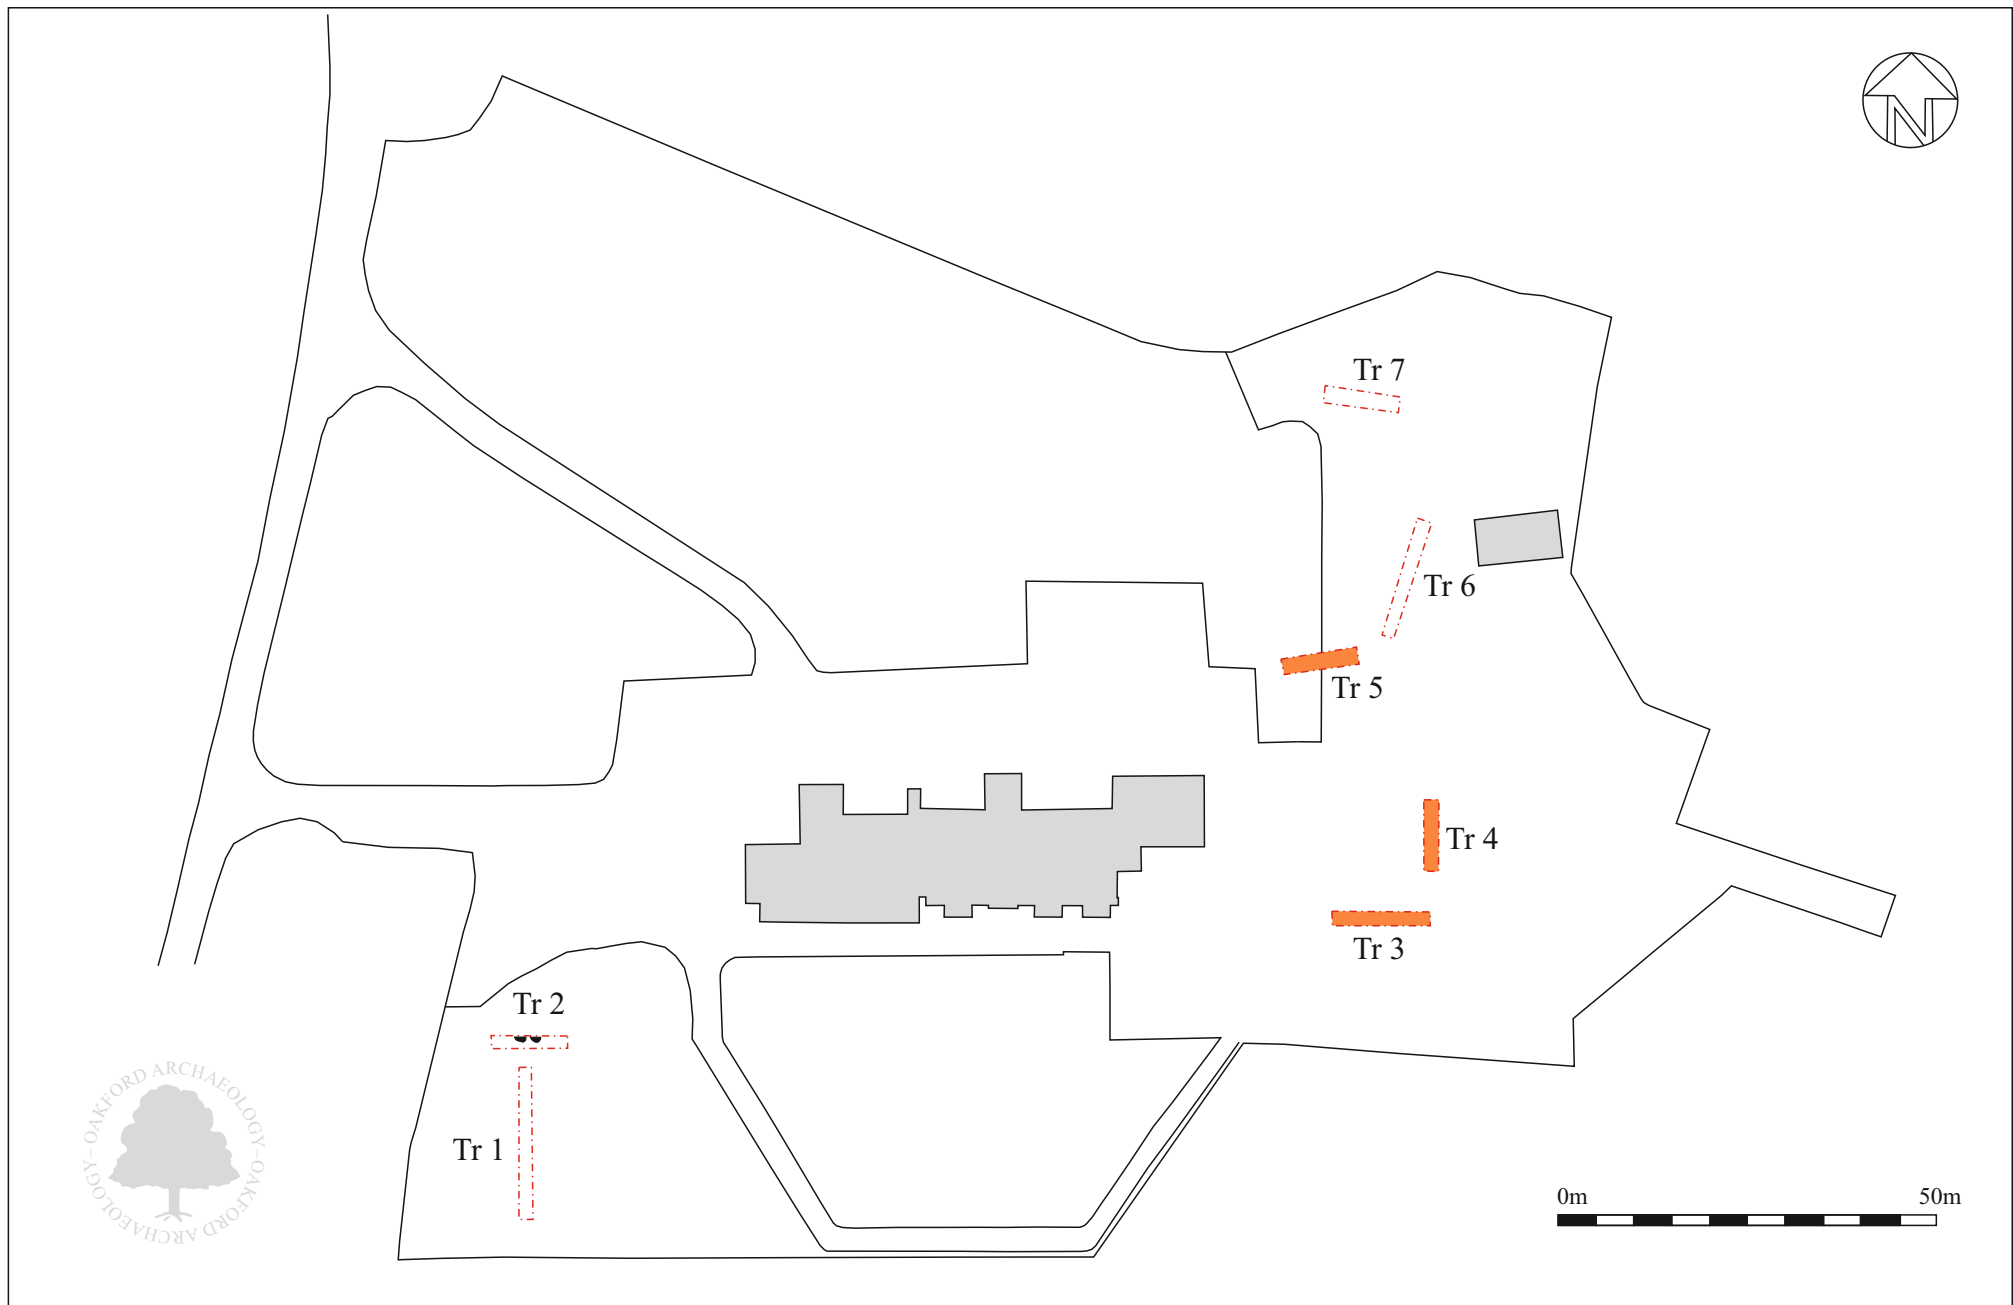 N
Tr 7
Tr 6
Tr 5
Tr 4
Tr 3
Tr 2
Tr 1
OAKFORD ARCHAEOLOGY–OAKFORD ARCHAEOLOGY–
0m 50m